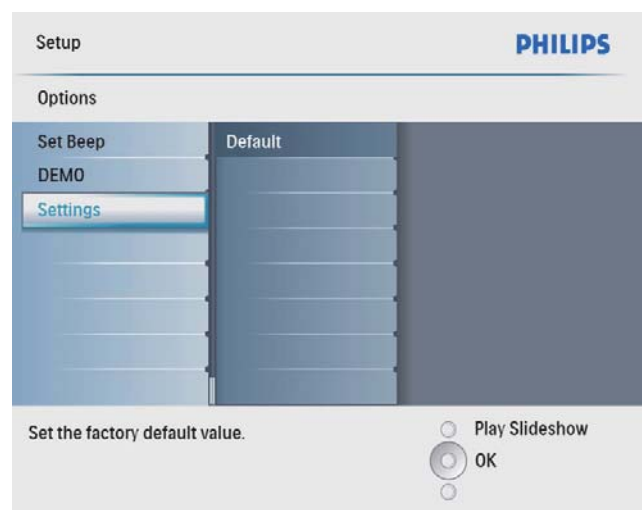 Setup
PHILIPS
Options
Set Beep
Default
DEMO
Settings
Set the factory default value.
Play Slideshow
OK